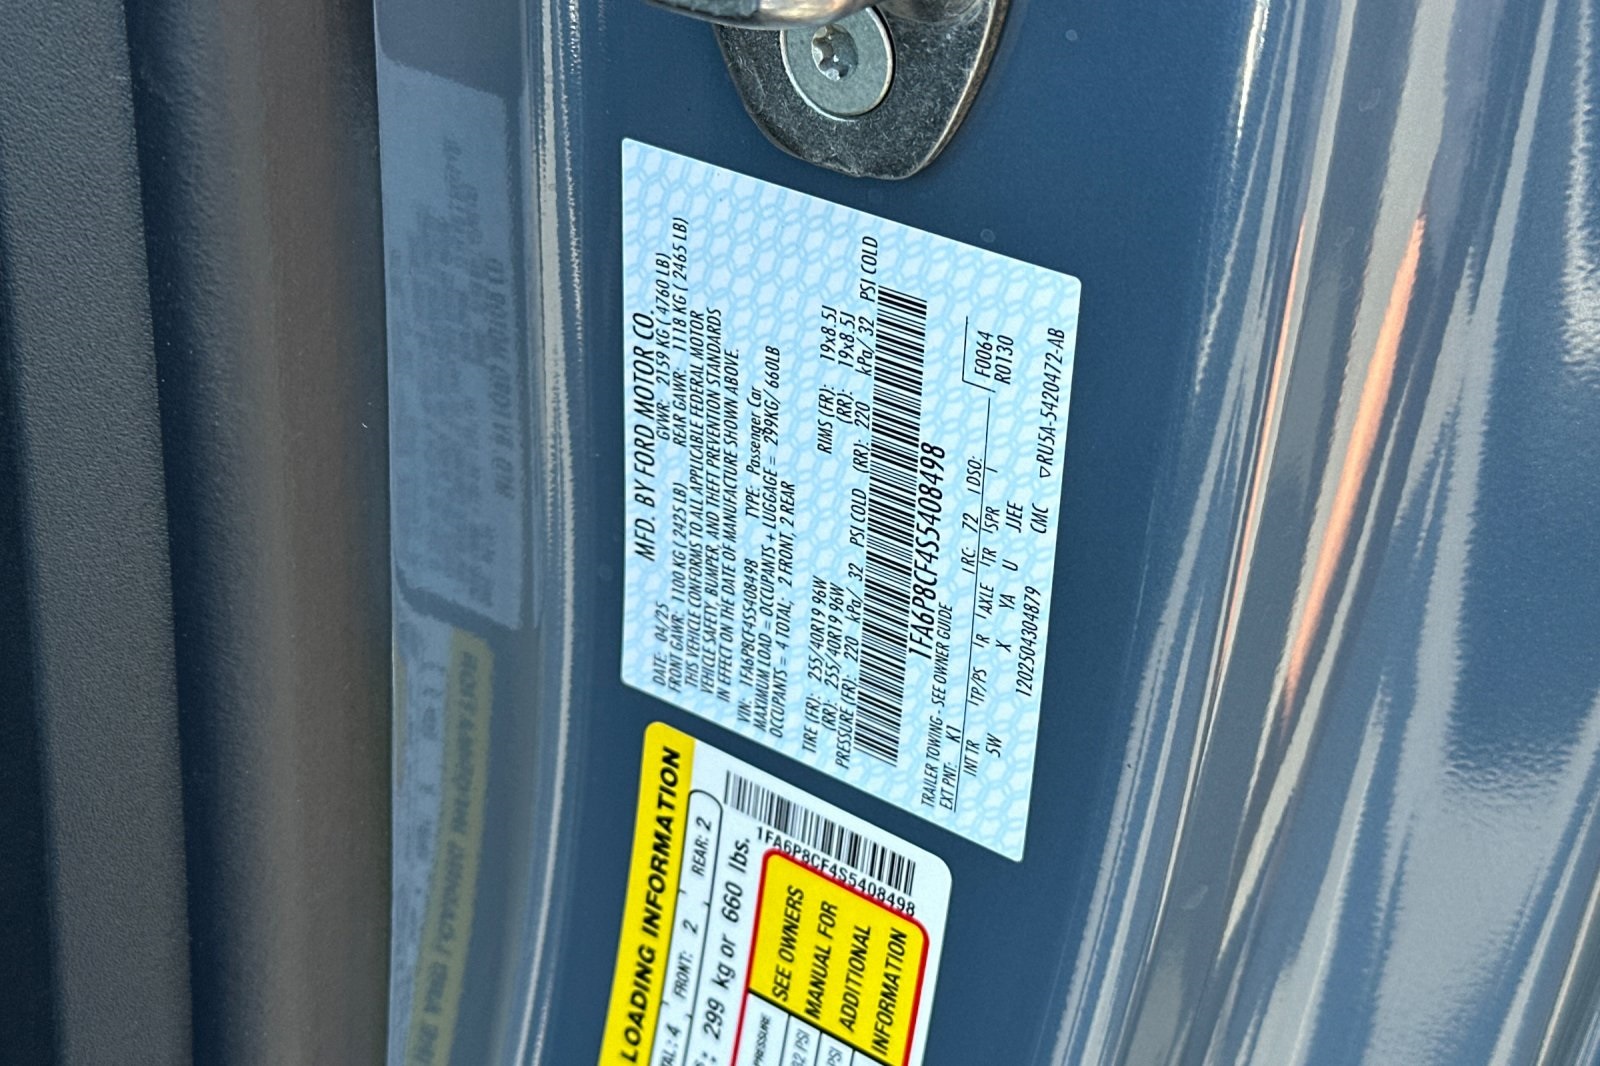 MFD. BY FORD MOTOR CO.
DATE: 04/25 GVWR: 2159 KG ( 4760 LB)
FRONT GAWR: 1100 KG ( 2425 LB) REAR GAWR: 1118 KG ( 2465 LB)
THIS VEHICLE CONFORMS TO ALL APPLICABLE FEDERAL MOTOR
VEHICLE SAFETY, BUMPER, AND THEFT PREVENTION STANDARDS
IN EFFECT ON THE DATE OF MANUFACTURE SHOWN ABOVE.
VIN: 1FA6P8CF4S5408498 TYPE: Passenger Car
MAXIMUM LOAD = OCCUPANTS + LUGGAGE = 299KG/ 660LB
OCCUPANTS = 4 TOTAL; 2 FRONT, 2 REAR
TIRE (FR): 255/40R19 96W RIMS (FR): 19x8.5J
(RR): 255/40R19 96W (RR): 19x8.5J
PRESSURE (FR): 220 kPa/ 32 PSI COLD (RR): 220 kPa/ 32 PSI COLD
1FA6P8CF4S5408498
TRAILER TOWING - SEE OWNER GUIDE
EXT PNT: K1 RC: 72 DSO:
INT TR TP/PS R AXLE TR SPR F0064
5W X YA U JJEE R0130
1202504304879 CMC ▽RU5A-5420472-AB
LOADING INFORMATION
4 FRONT: 2 REAR: 2
299 kg or 660 lbs.
1FA6P8CF4S5408498
PRESSURE
PSI
PSI
SEE OWNERS
MANUAL FOR
ADDITIONAL
INFORMATION